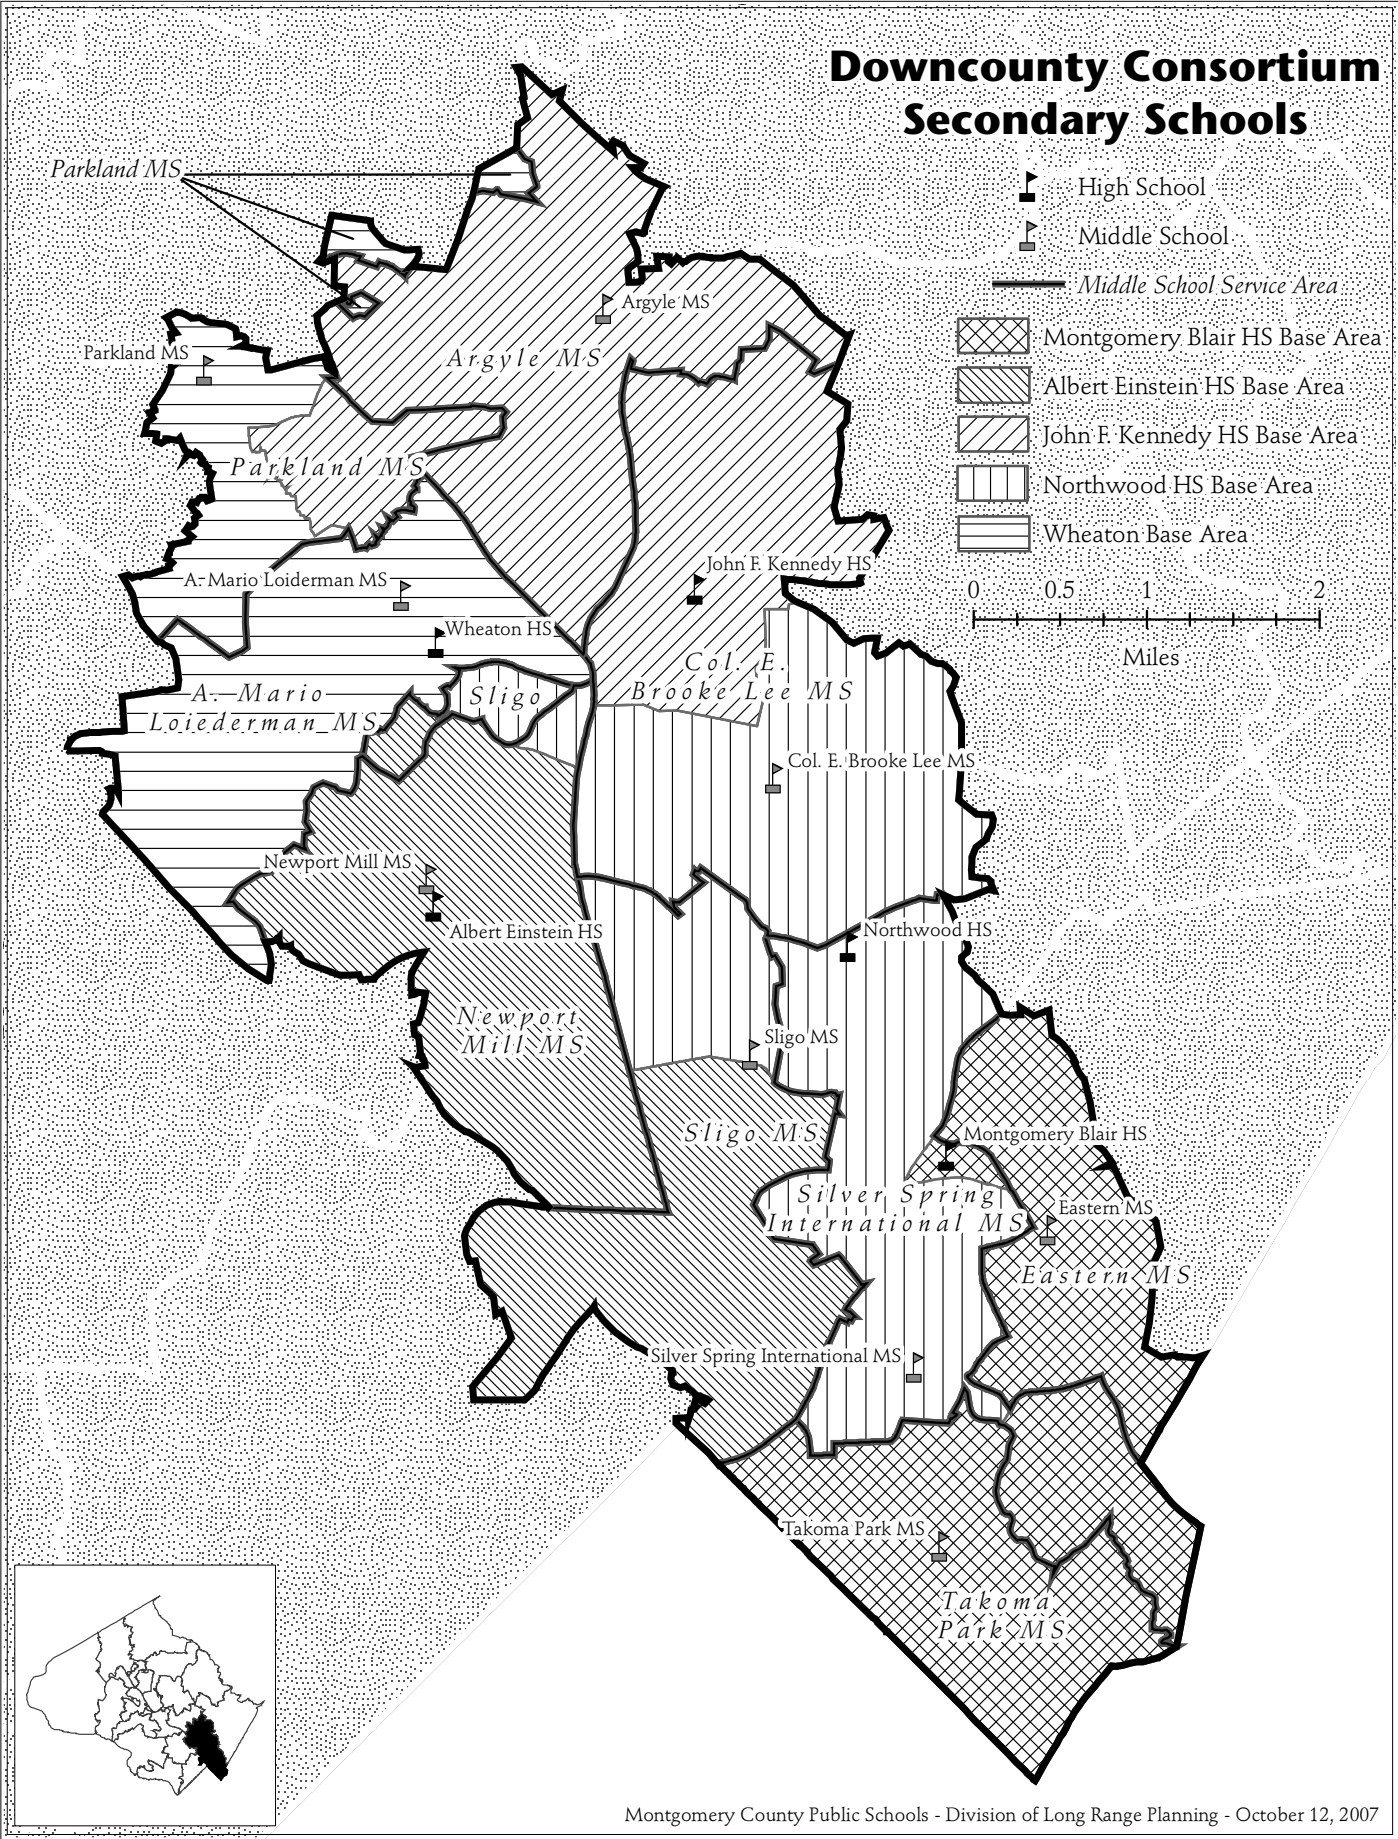 Downcounty Consortium
Secondary Schools
Parkland MS
High School
Middle School
Middle School Service Area
Argyle MS
Montgomery Blair HS Base Area
Parkland MS
Argyle MS
Albert Einstein HS Base Area
John F. Kennedy HS Base Area
Parkland MS
Northwood HS Base Area
Wheaton Base Area
John F. Kennedy HS
A. Mario Loiderman MS
0 0.5 1 2
Miles
Wheaton HS
Col. E.
Brooke Lee MS
Sligo
A. Mario
Loiederman MS
Col. E. Brooke Lee MS
Newport Mill MS
Albert Einstein HS
Northwood HS
Newport
Mill MS
Sligo MS
Sligo MS
Montgomery Blair HS
Silver Spring
International MS
Eastern MS
Eastern MS
Silver Spring International MS
Takoma Park MS
Takoma
Park MS
Montgomery County Public Schools - Division of Long Range Planning - October 12, 2007